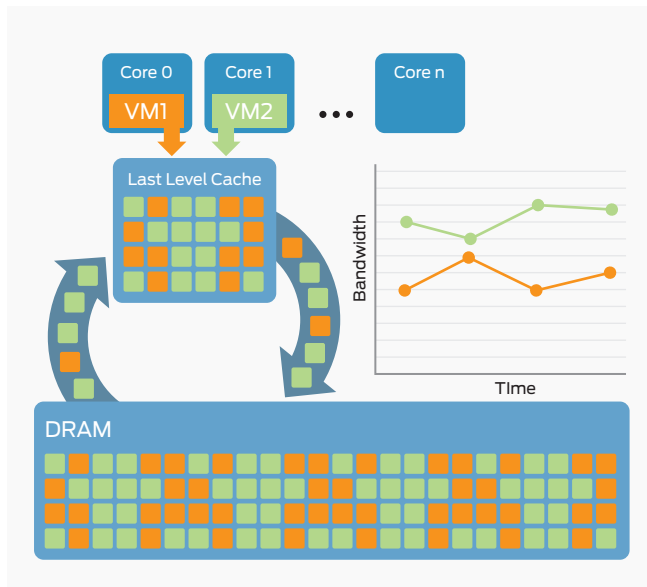 Core 0
VM1
Core 1
VM2
...
Core n
Last Level Cache
Bandwidth
TIme
DRAM